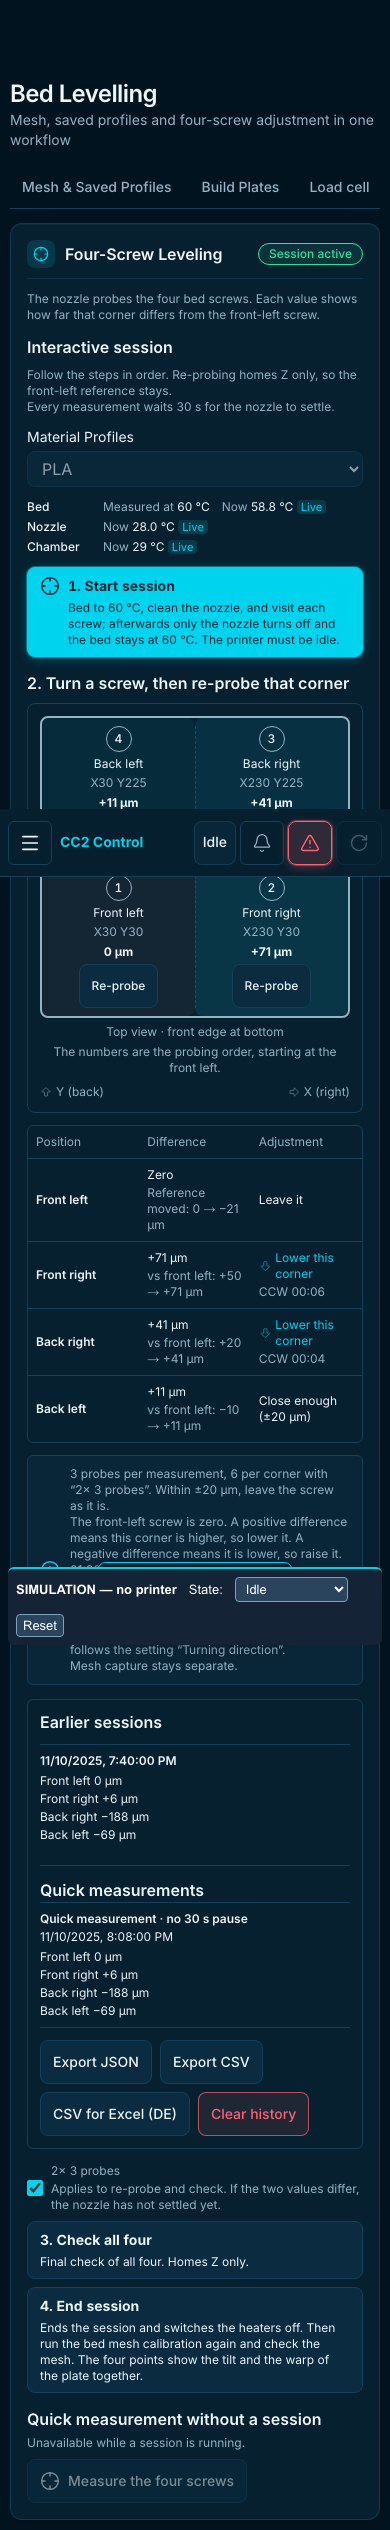 Bed Levelling
Mesh, saved profiles and four-screw adjustment in one
workflow
Mesh & Saved Profiles Build Plates Load cell
Four-Screw Leveling Session active
The nozzle probes the four bed screws. Each value shows
how far that corner differs from the front-left screw.
Interactive session
Follow the steps in order. Re-probing homes Z only, so the
front-left reference stays.
Every measurement waits 30 s for the nozzle to settle.
Material Profiles
PLA
Bed Measured at 60 °C Now 58.8 °C Live
Nozzle Now 28.0 °C Live
Chamber Now 29 °C Live
1. Start session
Bed to 60 °C, clean the nozzle, and visit each
screw; afterwards only the nozzle turns off and
the bed stays at 60 °C. The printer must be idle.
2. Turn a screw, then re-probe that corner
4 3
Back left Back right
X30 Y225 X230 Y225
+11 µm +41 µm
CC2 Control Idle
1 2
Front left Front right
X30 Y30 X230 Y30
0 µm +71 µm
Re-probe Re-probe
Top view · front edge at bottom
The numbers are the probing order, starting at the
front left.
Y (back) X (right)
Position Difference Adjustment
Front left
Zero
Reference
moved: 0 → −21
µm
Leave it
Front right
+71 µm
vs front left: +50
→ +71 µm
Lower this
corner
CCW 00:06
Back right
+41 µm
vs front left: +20
→ +41 µm
Lower this
corner
CCW 00:04
Back left
+11 µm
vs front left: −10
→ +11 µm
Close enough
(±20 µm)
3 probes per measurement, 6 per corner with
“2× 3 probes”. Within ±20 µm, leave the screw
as it is.
The front-left screw is zero. A positive difference
means this corner is higher, so lower it. A
negative difference means it is lower, so raise it.
SIMULATION — no printer State: Idle
Reset
follows the setting “Turning direction”.
Mesh capture stays separate.
Earlier sessions
11/10/2025, 7:40:00 PM
Front left 0 µm
Front right +6 µm
Back right −188 µm
Back left −69 µm
Quick measurements
Quick measurement · no 30 s pause
11/10/2025, 8:08:00 PM
Front left 0 µm
Front right +6 µm
Back right −188 µm
Back left −69 µm
Export JSON Export CSV
CSV for Excel (DE) Clear history
2× 3 probes
Applies to re-probe and check. If the two values differ,
the nozzle has not settled yet.
3. Check all four
Final check of all four. Homes Z only.
4. End session
Ends the session and switches the heaters off. Then
run the bed mesh calibration again and check the
mesh. The four points show the tilt and the warp of
the plate together.
Quick measurement without a session
Unavailable while a session is running.
Measure the four screws